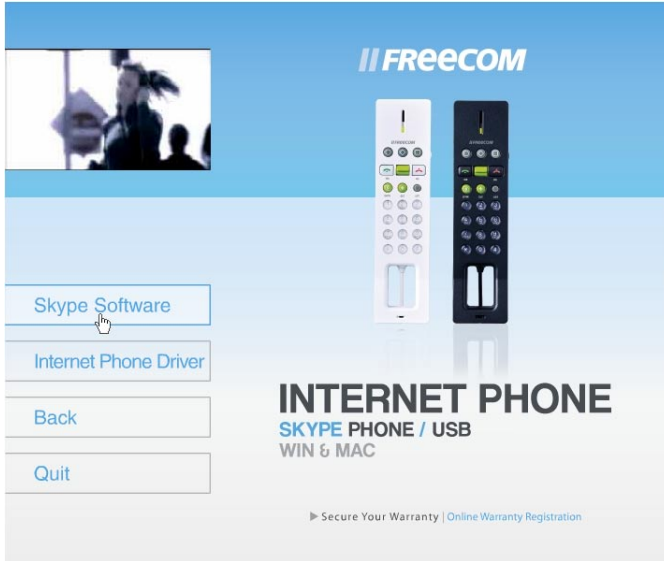 FREECOM
Skype Software
Internet Phone Driver
Back
Quit
INTERNET PHONE
SKYPE PHONE / USB
WIN & MAC
Secure Your Warranty | Online Warranty Registration